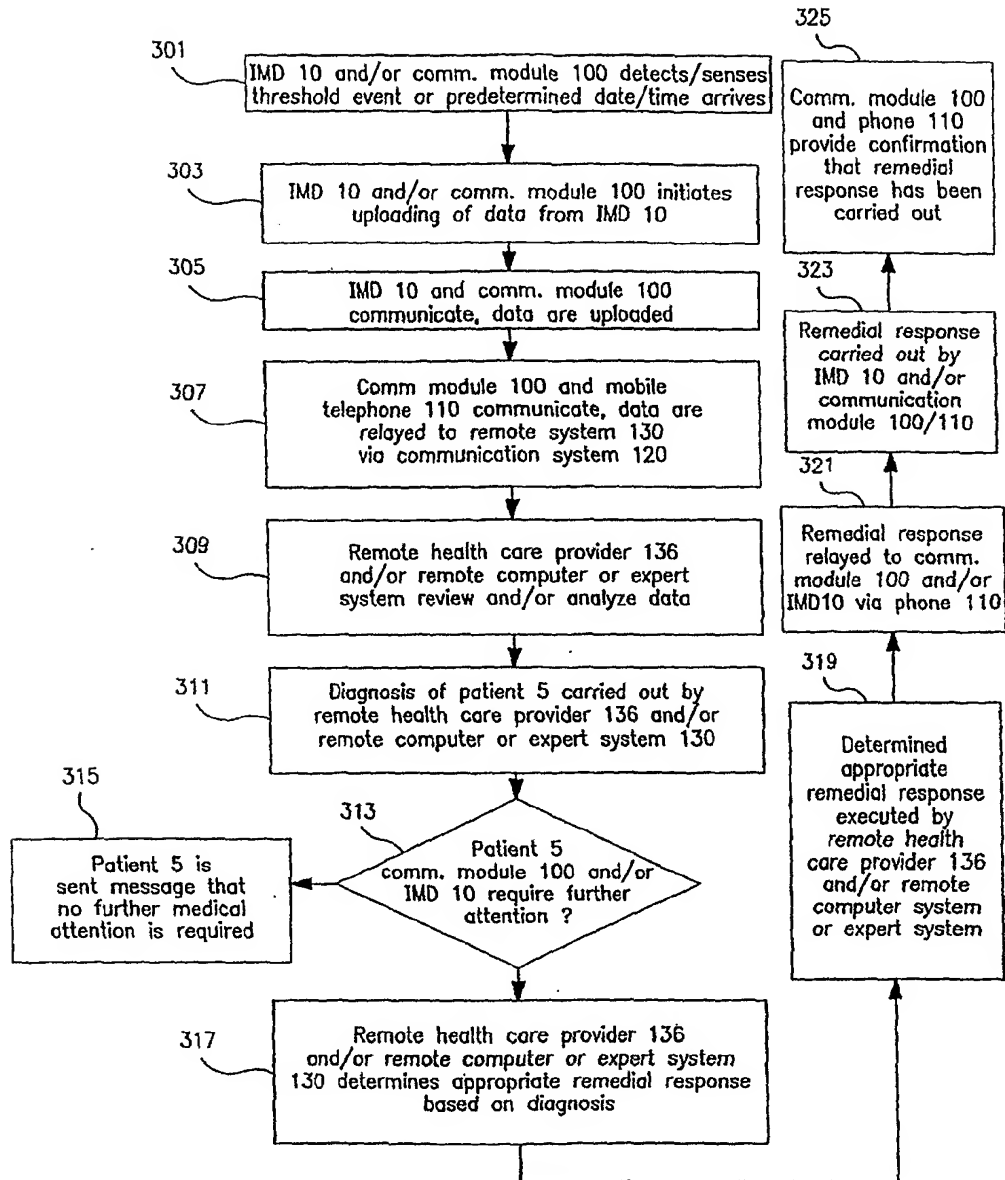 301
IMD 10 and/or comm. module 100 detects/senses
threshold event or predetermined date/time arrives
303
IMD 10 and/or comm. module 100 initiates
uploading of data from IMD 10
305
IMD 10 and comm. module 100
communicate, data are uploaded
307
Comm module 100 and mobile
telephone 110 communicate, data are
relayed to remote system 130
via communication system 120
309
Remote health care provider 136
and/or remote computer or expert
system review and/or analyze data
311
Diagnosis of patient 5 carried out by
remote health care provider 136 and/or
remote computer or expert system 130
313
Patient 5
comm. module 100 and/or
IMD 10 require further
attention ?
315
Patient 5 is
sent message that
no further medical
attention is required
317
Remote health care provider 136
and/or remote computer or expert system
130 determines appropriate remedial response
based on diagnosis
319
Determined
appropriate
remedial response
executed by
remote health
care provider 136
and/or remote
computer system
or expert system
321
Remedial response
relayed to comm.
module 100 and/or
IMD10 via phone 110
323
Remedial response
carried out by
IMD 10 and/or
communication
module 100/110
325
Comm. module 100
and phone 110
provide confirmation
that remedial
response has been
carried out